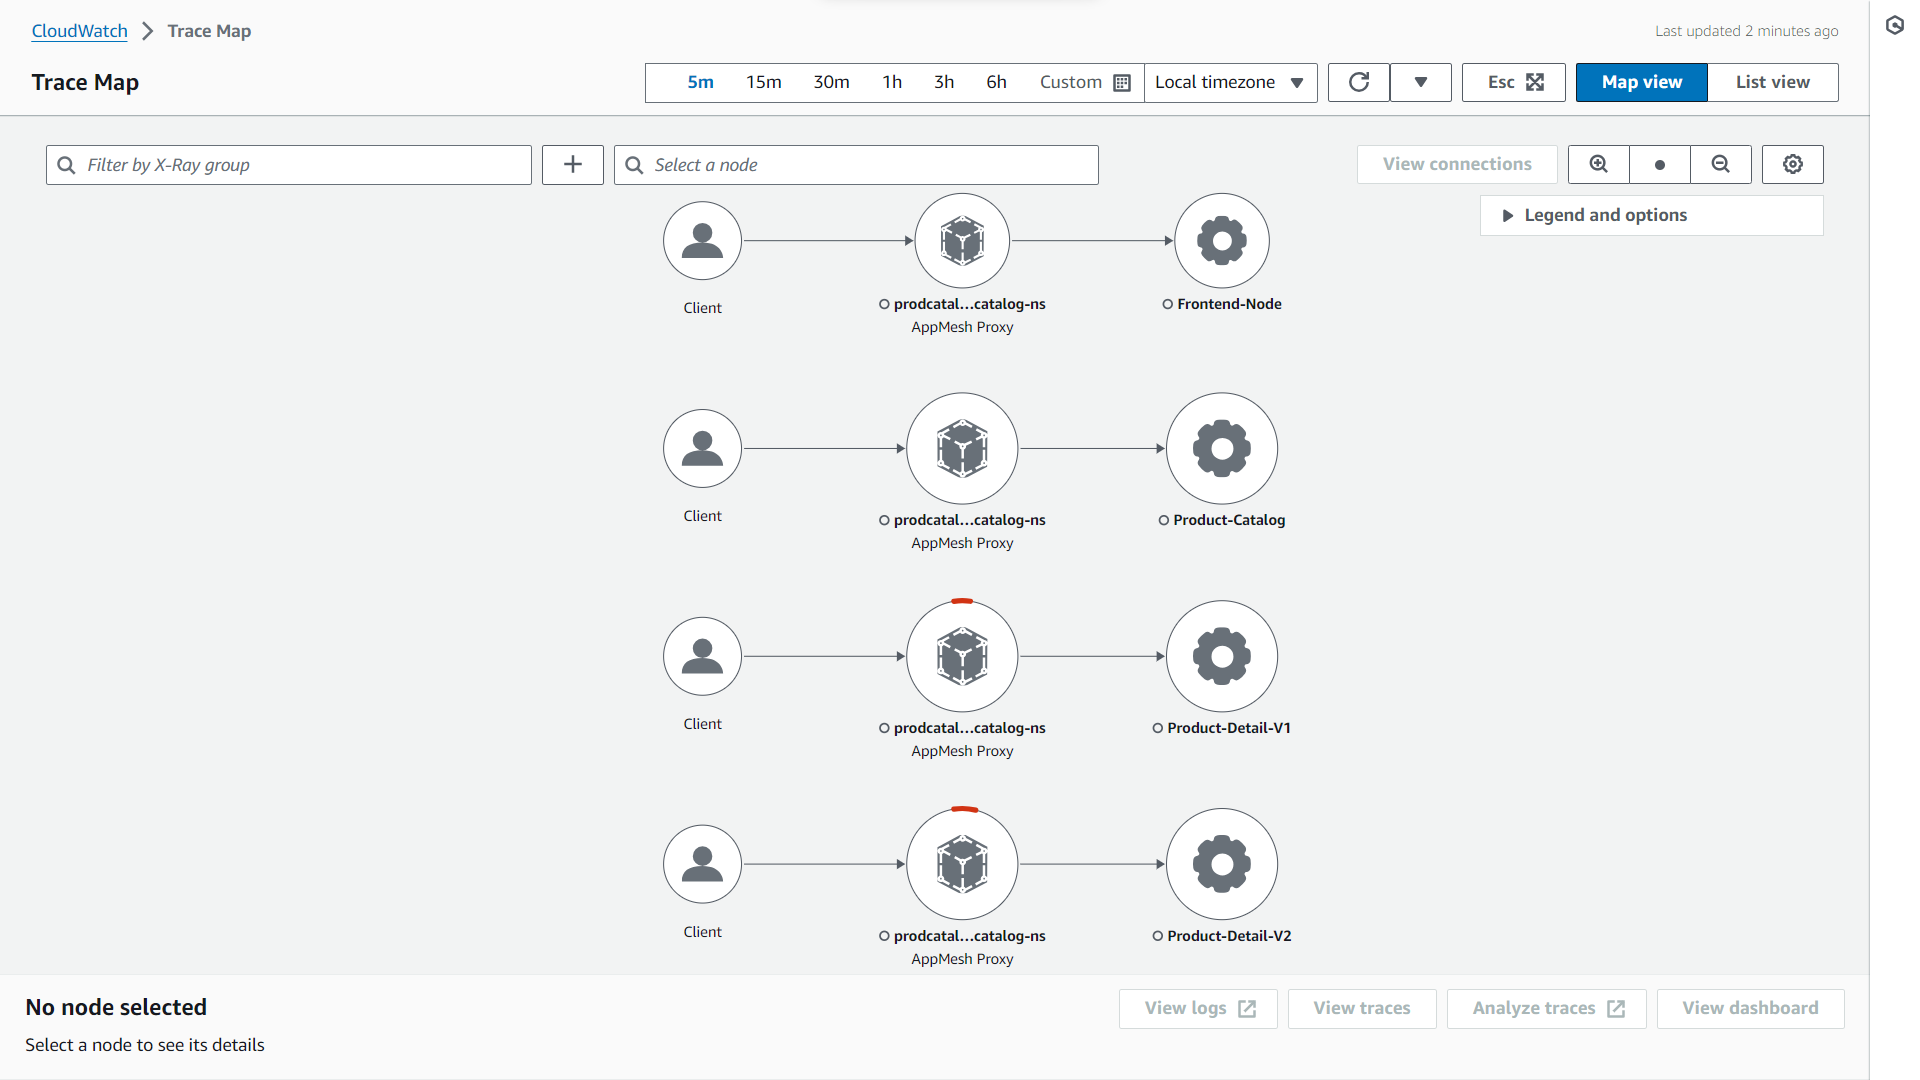 CloudWatch > Trace Map
Last updated 2 minutes ago
Trace Map
5m 15m 30m 1h 3h 6h Custom Local timezone Esc Map view List view
Filter by X-Ray group
+
Select a node
View connections
Legend and options
Client
prodcatal...catalog-ns
AppMesh Proxy
Frontend-Node
Client
prodcatal...catalog-ns
AppMesh Proxy
Product-Catalog
Client
prodcatal...catalog-ns
AppMesh Proxy
Product-Detail-V1
Client
prodcatal...catalog-ns
AppMesh Proxy
Product-Detail-V2
No node selected
View logs View traces Analyze traces View dashboard
Select a node to see its details